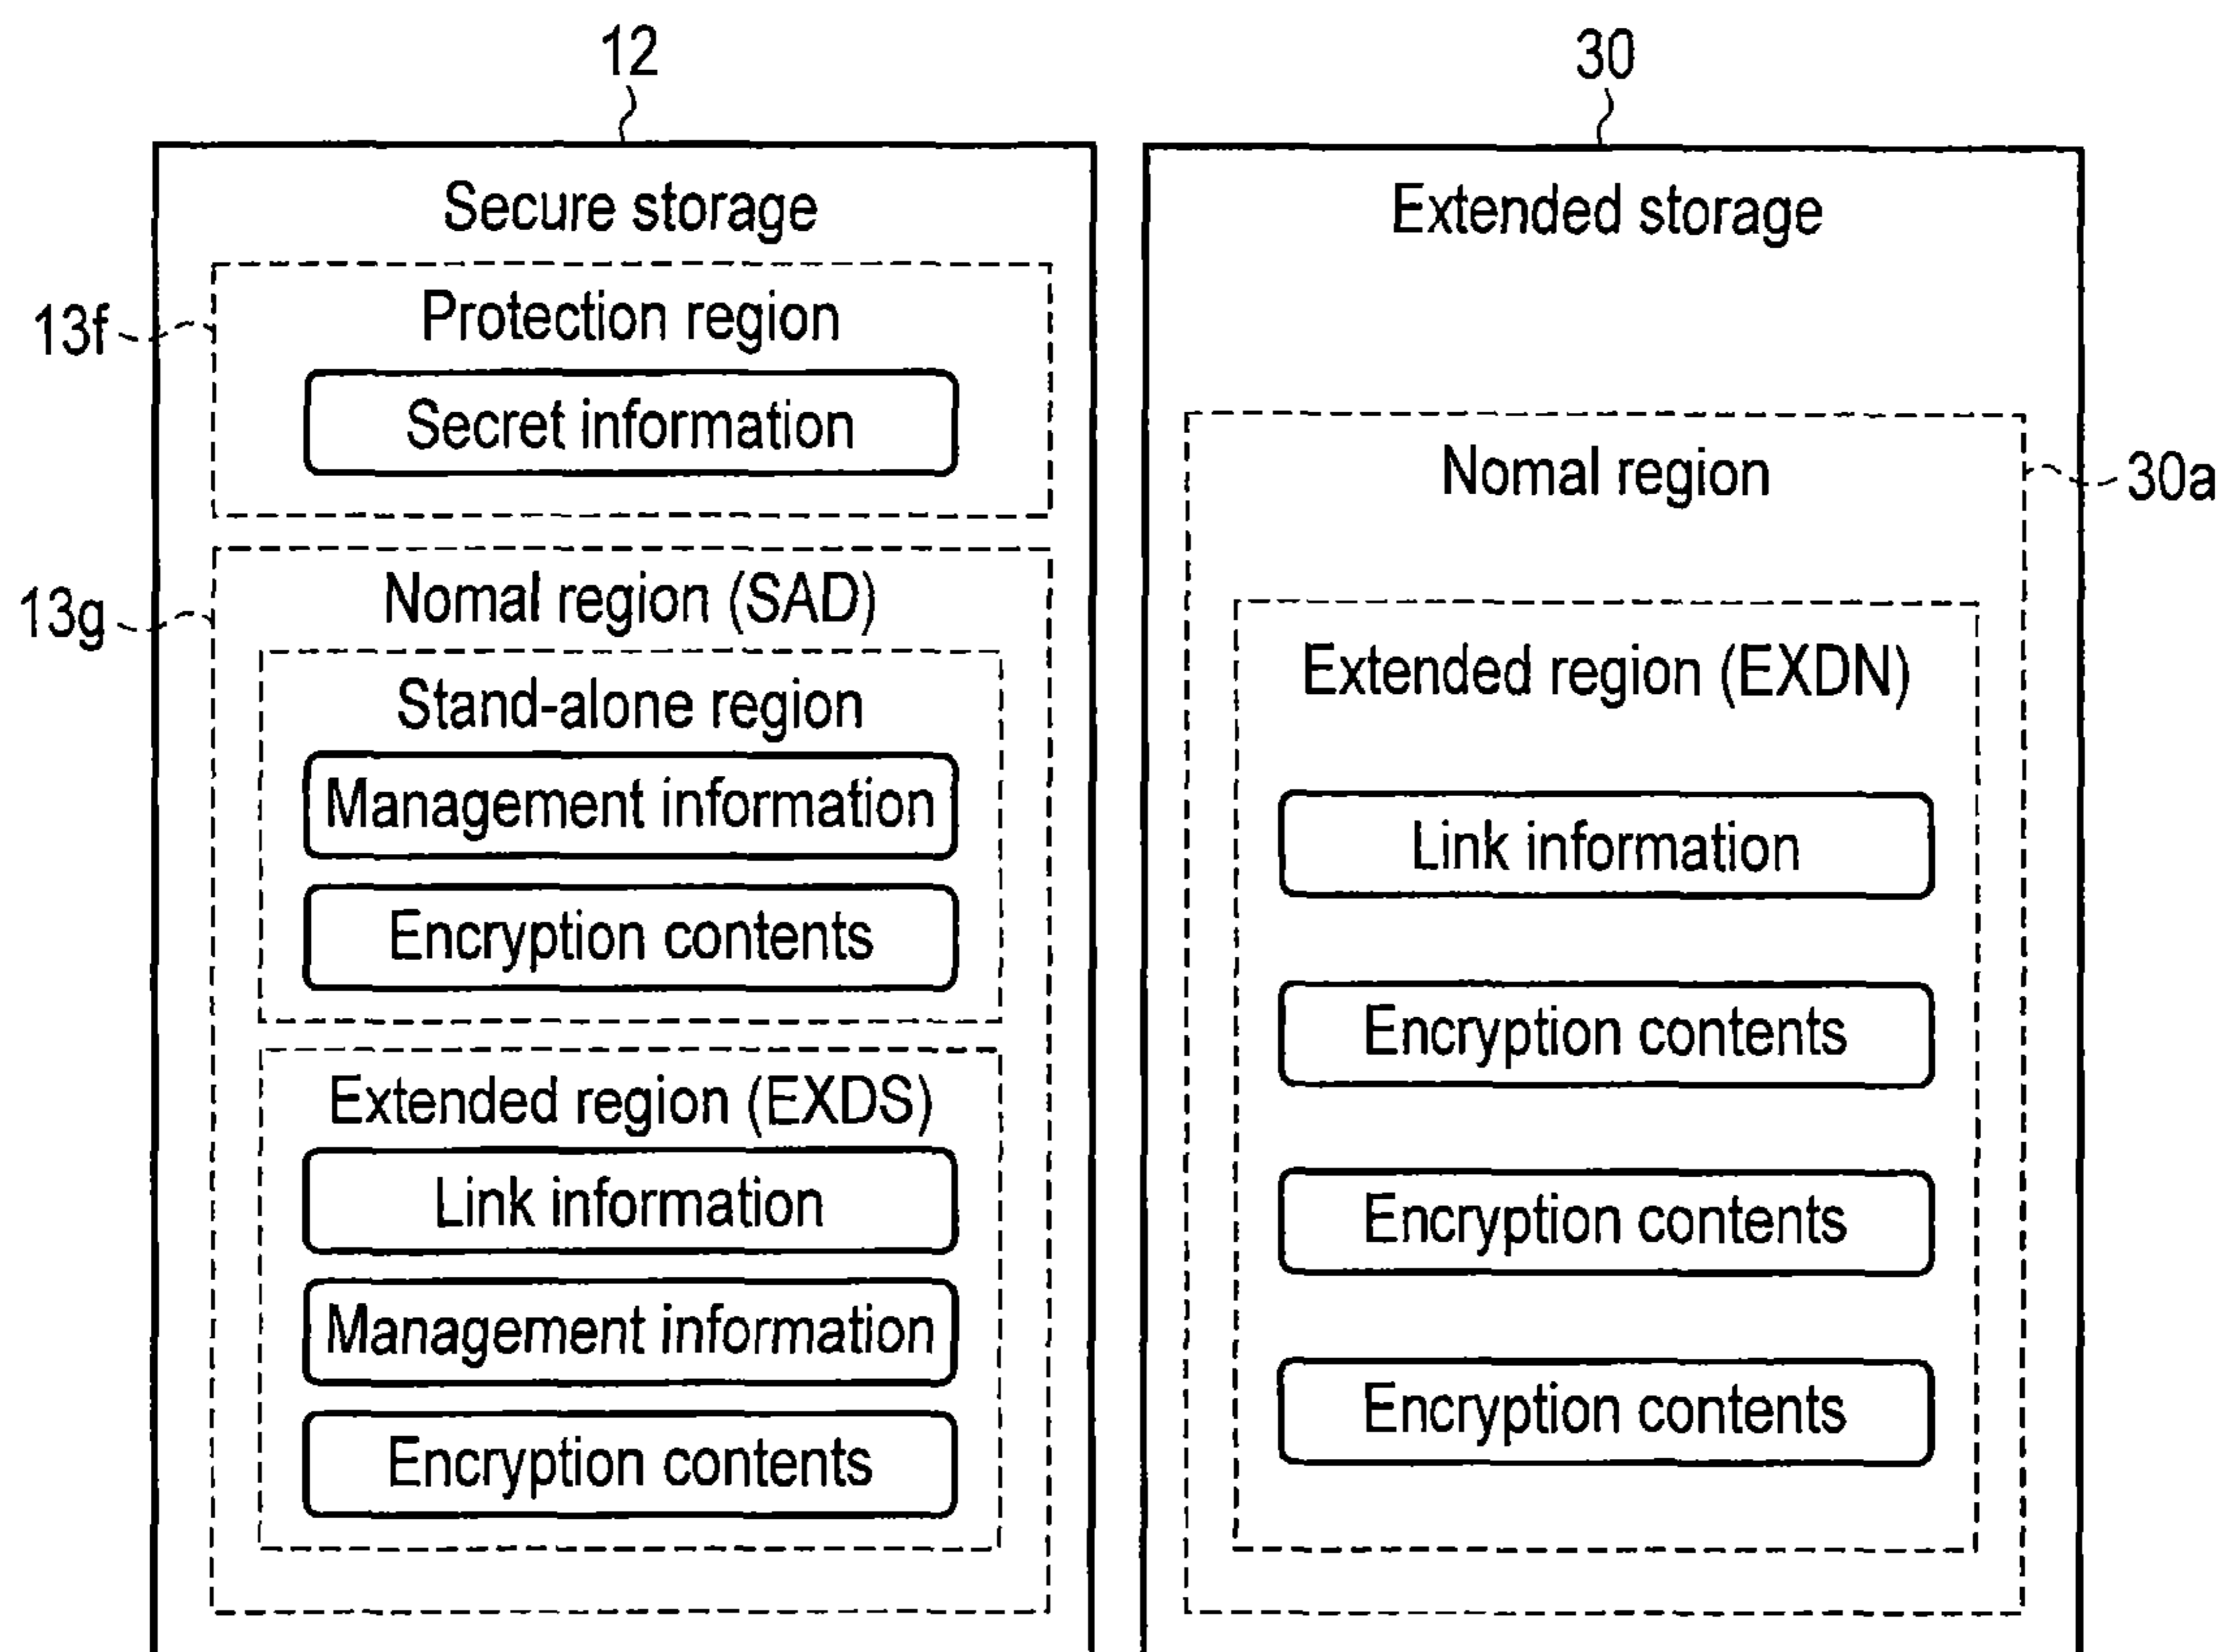 12
Secure storage
13f
Protection region
Secret information
13g
Nomal region (SAD)
Stand-alone region
Management information
Encryption contents
Extended region (EXDS)
Link information
Management information
Encryption contents
30
Extended storage
Nomal region
30a
Extended region (EXDN)
Link information
Encryption contents
Encryption contents
Encryption contents